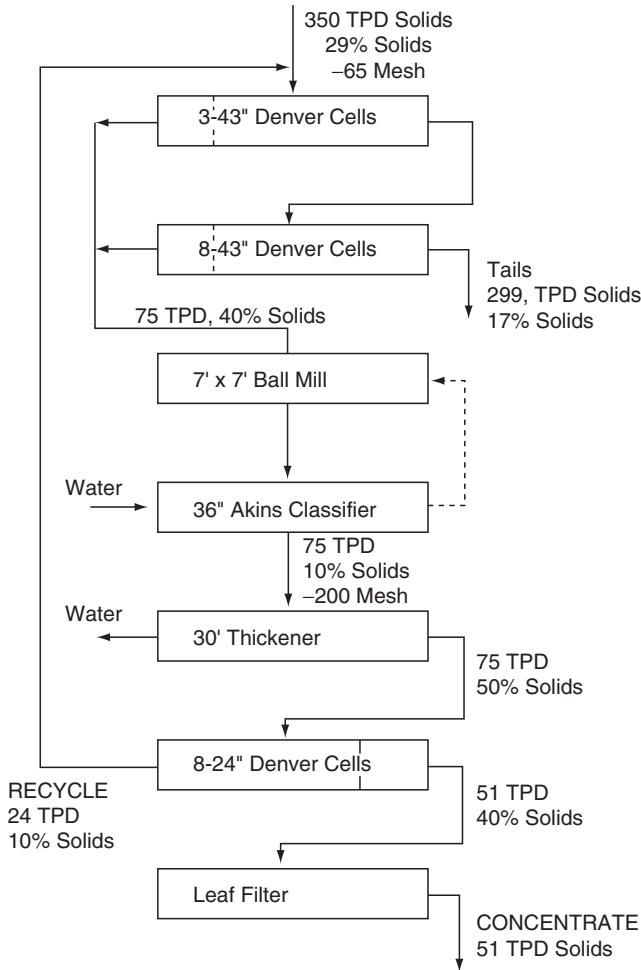 350 TPD Solids
29% Solids
–65 Mesh
3-43" Denver Cells
8-43" Denver Cells
Tails
299, TPD Solids
17% Solids
75 TPD, 40% Solids
7' x 7' Ball Mill
Water
36" Akins Classifier
75 TPD
10% Solids
–200 Mesh
Water
30' Thickener
75 TPD
50% Solids
8-24" Denver Cells
RECYCLE
24 TPD
10% Solids
51 TPD
40% Solids
Leaf Filter
CONCENTRATE
51 TPD Solids